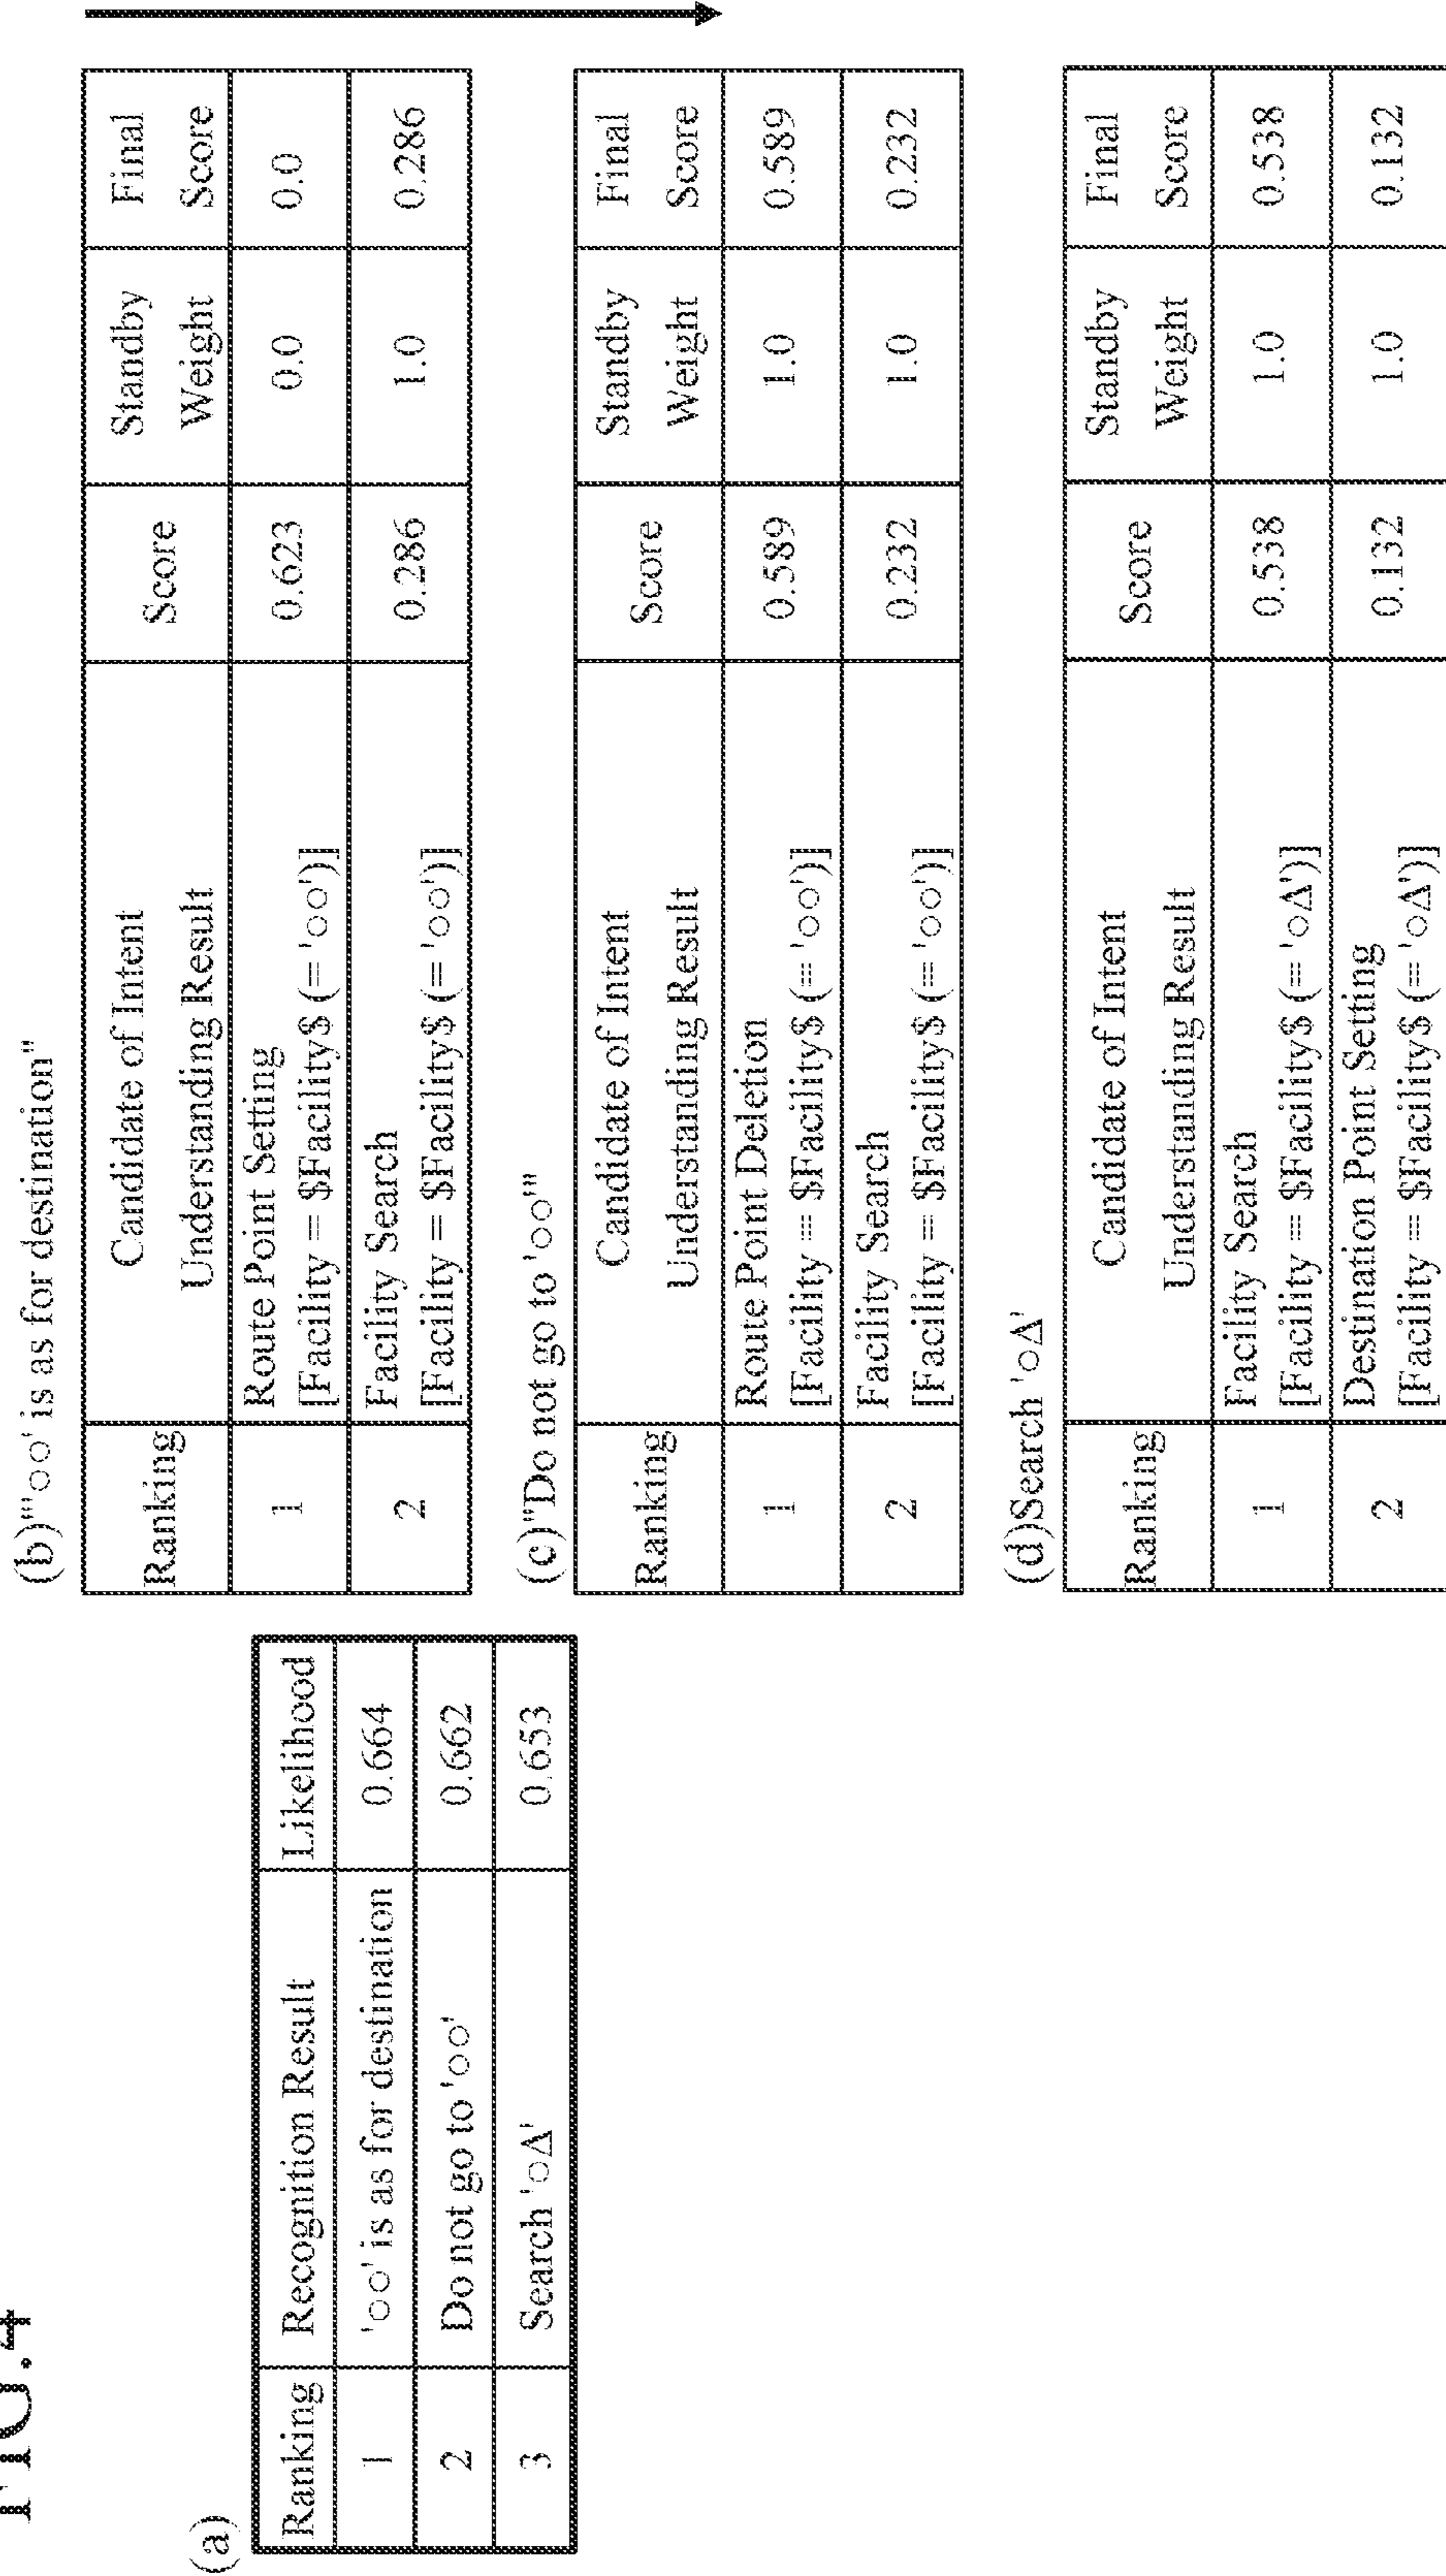 FIG.4
(a)
Ranking Recognition Result Likelihood
1 '○○' is as for destination 0.664
2 Do not go to '○○' 0.662
3 Search '○Δ' 0.653
(b)"'○○' is as for destination"
Ranking Candidate of Intent Score Standby Final
Understanding Result Weight Score
1 Route Point Setting 0.623 0.0 0.0
[Facility = $Facility$ (= '○○')]
2 Facility Search 0.286 1.0 0.286
[Facility = $Facility$ (= '○○')]
(c)"Do not go to '○○'"
Ranking Candidate of Intent Score Standby Final
Understanding Result Weight Score
1 Route Point Deletion 0.589 1.0 0.589
[Facility = $Facility$ (= '○○')]
2 Facility Search 0.232 1.0 0.232
[Facility = $Facility$ (= '○○')]
(d)Search '○Δ'
Ranking Candidate of Intent Score Standby Final
Understanding Result Weight Score
1 Facility Search 0.538 1.0 0.538
[Facility = $Facility$ (= '○Δ')]
2 Destination Point Setting 0.132 1.0 0.132
[Facility = $Facility$ (= '○Δ')]